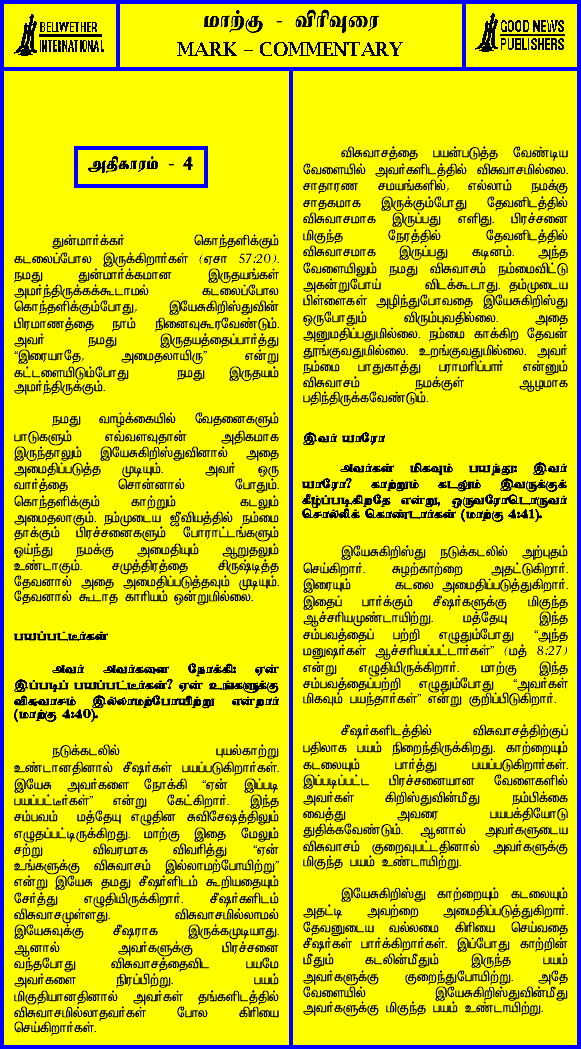 BELLWETHER
INTERNATIONAL
மாற்கு - விரிவுரை
MARK – COMMENTARY
GOOD NEWS
PUBLISHERS
அதிகாரம் - 4
துன்மார்க்கர் கொந்தளிக்கும்
கடலைப்போல இருக்கிறார்கள் (ஏசா 57:20).
நமது துன்மார்க்கமான இருதயங்கள்
அமர்ந்திருக்கக்கூடாமல் கடலைப்போல
கொந்தளிக்கும்போது, இயேசுகிறிஸ்துவின்
பிரமாணத்தை நாம் நினைவுகூரவேண்டும்.
அவர் நமது இருதயத்தைப்பார்த்து
“இரையாதே, அமைதலாயிரு” என்று
கட்டளையிடும்போது நமது இருதயம்
அமர்ந்திருக்கும்.
நமது வாழ்க்கையில் வேதனைகளும்
பாடுகளும் எவ்வளவுதான் அதிகமாக
இருந்தாலும் இயேசுகிறிஸ்துவினால் அதை
அமைதிப்படுத்த முடியும். அவர் ஒரு
வார்த்தை சொன்னால் போதும்.
கொந்தளிக்கும் காற்றும் கடலும்
அமைதலாகும். நம்முடைய ஜீவியத்தில் நம்மை
தாக்கும் பிரச்சனைகளும் போராட்டங்களும்
ஓய்ந்து நமக்கு அமைதியும் ஆறுதலும்
உண்டாகும். சமுத்திரத்தை சிருஷ்டித்த
தேவனால் அதை அமைதிப்படுத்தவும் முடியும்.
தேவனால் கூடாத காரியம் ஒன்றுமில்லை.
பயப்பட்டீர்கள்
அவர் அவர்களை நோக்கி: ஏன்
இப்படிப் பயப்பட்டீர்கள்? ஏன் உங்களுக்கு
விசுவாசம் இல்லாமற்போயிற்று என்றார்
(மாற்கு 4:40).
நடுக்கடலில் புயல்காற்று
உண்டானதினால் சீஷர்கள் பயப்படுகிறார்கள்.
இயேசு அவர்களை நோக்கி “ஏன் இப்படி
பயப்பட்டீர்கள்” என்று கேட்கிறார். இந்த
சம்பவம் மத்தேயு எழுதின சுவிசேஷத்திலும்
எழுதப்பட்டிருக்கிறது. மாற்கு இதை மேலும்
சற்று விவரமாக விவரித்து “ஏன்
உங்களுக்கு விசுவாசம் இல்லாமற்போயிற்று”
என்று இயேசு தமது சீஷர்களிடம் கூறியதையும்
சேர்த்து எழுதியிருக்கிறார். சீஷர்களிடம்
விசுவாசமுள்ளது. விசுவாசமில்லாமல்
இயேசுவுக்கு சீஷராக இருக்கமுடியாது.
ஆனால் அவர்களுக்கு பிரச்சனை
வந்தபோது விசுவாசத்தைவிட பயமே
அவர்களை நிரப்பிற்று. பயம்
மிகுதியானதினால் அவர்கள் தங்களிடத்தில்
விசுவாசமில்லாதவர்கள் போல கிரியை
செய்கிறார்கள்.
விசுவாசத்தை பயன்படுத்த வேண்டிய
வேளையில் அவர்களிடத்தில் விசுவாசமில்லை.
சாதாரண சமயங்களில், எல்லாம் நமக்கு
சாதகமாக இருக்கும்போது தேவனிடத்தில்
விசுவாசமாக இருப்பது எளிது. பிரச்சனை
மிகுந்த நேரத்தில் தேவனிடத்தில்
விசுவாசமாக இருப்பது கடினம். அந்த
வேளையிலும் நமது விசுவாசம் நம்மைவிட்டு
அகன்றுபோய் விடக்கூடாது. தம்முடைய
பிள்ளைகள் அழிந்துபோவதை இயேசுகிறிஸ்து
ஒருபோதும் விரும்புவதில்லை. அதை
அனுமதிப்பதுமில்லை. நம்மை காக்கிற தேவன்
தூங்குவதுமில்லை. உறங்குவதுமில்லை. அவர்
நம்மை பாதுகாத்து பராமரிப்பார் என்னும்
விசுவாசம் நமக்குள் ஆழமாக
பதிந்திருக்கவேண்டும்.
இவர் யாரோ
அவர்கள் மிகவும் பயந்து: இவர்
யாரோ? காற்றும் கடலும் இவருக்குக்
கீழ்ப்படிகிறதே என்று, ஒருவரோடொருவர்
சொல்லிக் கொண்டார்கள் (மாற்கு 4:41).
இயேசுகிறிஸ்து நடுக்கடலில் அற்புதம்
செய்கிறார். சுழற்காற்றை அதட்டுகிறார்.
இரையும் கடலை அமைதிப்படுத்துகிறார்.
இதைப் பார்க்கும் சீஷர்களுக்கு மிகுந்த
ஆச்சரியமுண்டாயிற்று. மத்தேயு இந்த
சம்பவத்தைப் பற்றி எழுதும்போது “அந்த
மனுஷர்கள் ஆச்சரியப்பட்டார்கள்” (மத் 8:27)
என்று எழுதியிருக்கிறார். மாற்கு இந்த
சம்பவத்தைப்பற்றி எழுதும்போது “அவர்கள்
மிகவும் பயந்தார்கள்” என்று குறிப்பிடுகிறார்.
சீஷர்களிடத்தில் விசுவாசத்திற்குப்
பதிலாக பயம் நிறைந்திருக்கிறது. காற்றையும்
கடலையும் பார்த்து பயப்படுகிறார்கள்.
இப்படிப்பட்ட பிரச்சனையான வேளைகளில்
அவர்கள் கிறிஸ்துவின்மீது நம்பிக்கை
வைத்து அவரை பயபக்தியோடு
துதிக்கவேண்டும். ஆனால் அவர்களுடைய
விசுவாசம் குறைவுபட்டதினால் அவர்களுக்கு
மிகுந்த பயம் உண்டாயிற்று.
இயேசுகிறிஸ்து காற்றையும் கடலையும்
அதட்டி அவற்றை அமைதிப்படுத்துகிறார்.
தேவனுடைய வல்லமை கிரியை செய்வதை
சீஷர்கள் பார்க்கிறார்கள். இப்போது காற்றின்
மீதும் கடலின்மீதும் இருந்த பயம்
அவர்களுக்கு குறைந்துபோயிற்று. அதே
வேளையில் இயேசுகிறிஸ்துவின்மீது
அவர்களுக்கு மிகுந்த பயம் உண்டாயிற்று.